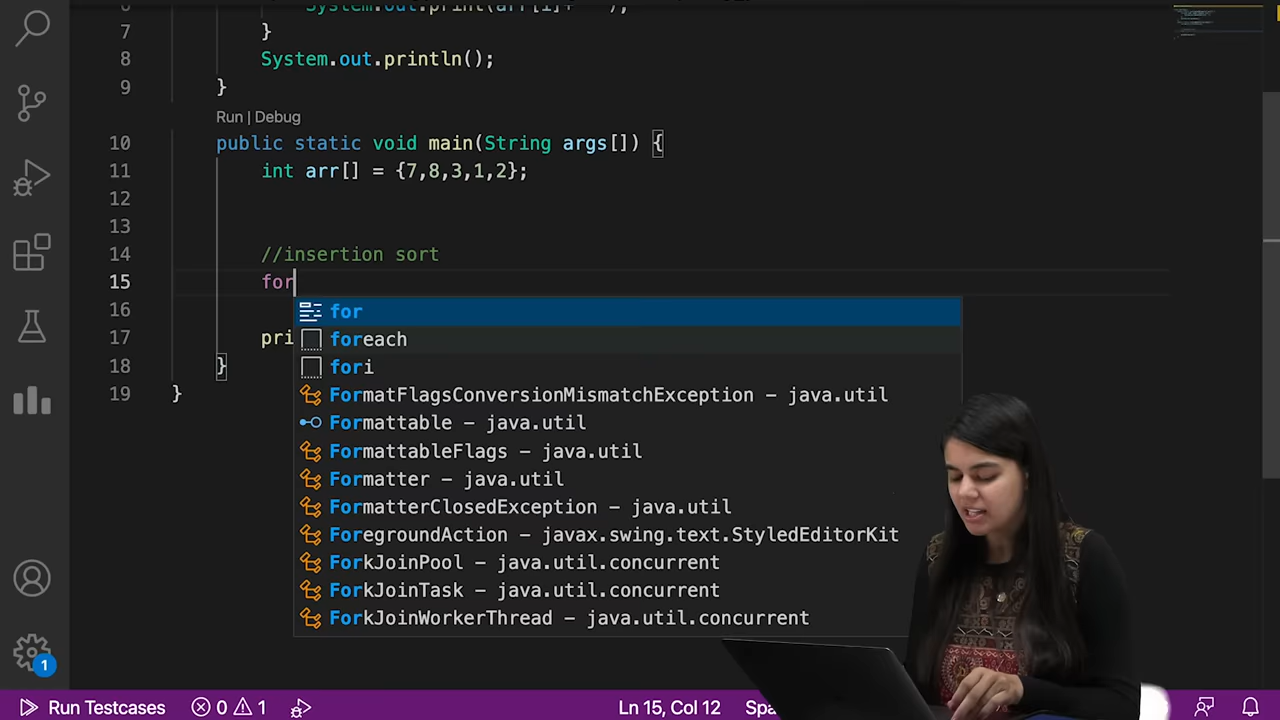 System.out.print(arr[i]+" ");
7 }
8 System.out.println();
9 }
Run | Debug
10 public static void main(String args[]) {
11 int arr[] = {7,8,3,1,2};
12
13
14 //insertion sort
15 for
16
17 pri
18 }
19 }
for
foreach
fori
FormatFlagsConversionMismatchException – java.util
Formattable – java.util
FormattableFlags – java.util
Formatter – java.util
FormatterClosedException – java.util
ForegroundAction – javax.swing.text.StyledEditorKit
ForkJoinPool – java.util.concurrent
ForkJoinTask – java.util.concurrent
ForkJoinWorkerThread – java.util.concurrent
1
Run Testcases 0 1 Ln 15, Col 12 Spa